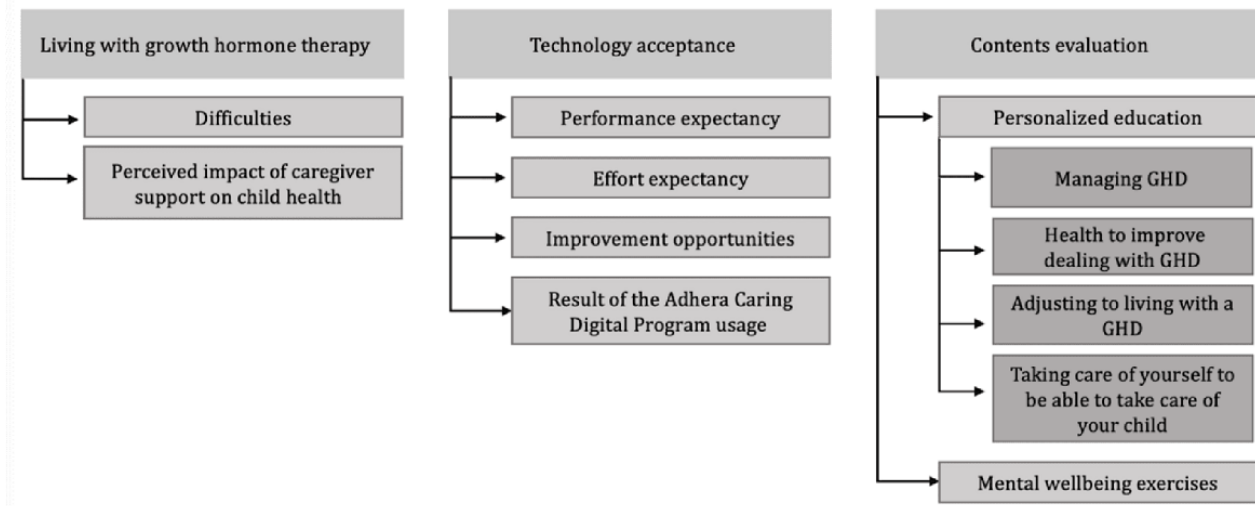 Living with growth hormone therapy
Difficulties
Perceived impact of caregiver
support on child health
Technology acceptance
Performance expectancy
Effort expectancy
Improvement opportunities
Result of the Adhera Caring
Digital Program usage
Contents evaluation
Personalized education
Managing GHD
Health to improve
dealing with GHD
Adjusting to living with a
GHD
Taking care of yourself to
be able to take care of
your child
Mental wellbeing exercises